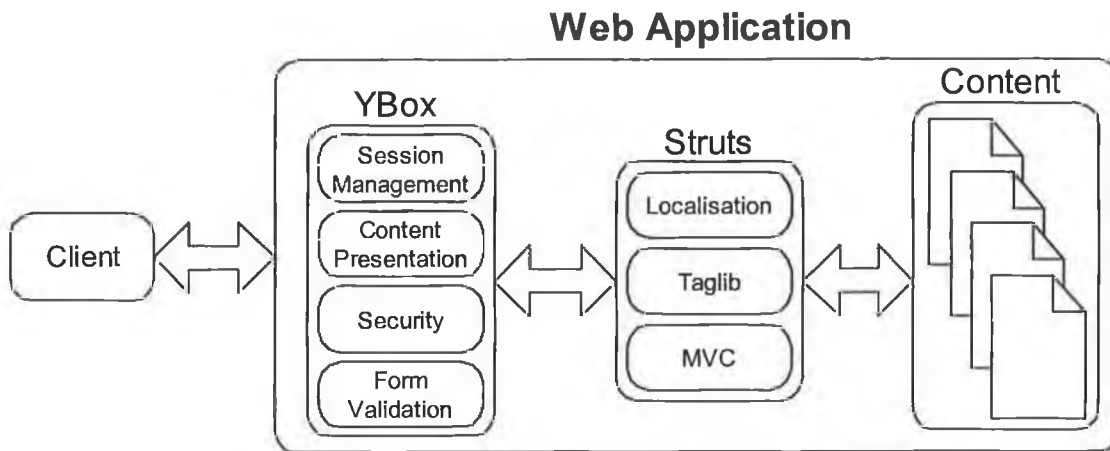 Web Application
YBox
Session
Management
Content
Presentation
Security
Form
Validation
Struts
Localisation
Taglib
MVC
Content
Client